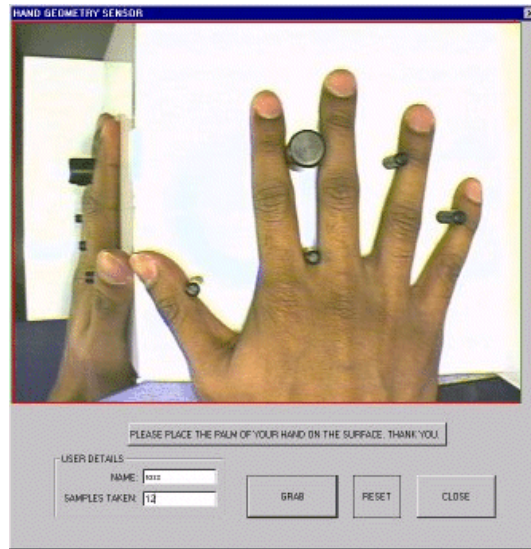 HAND GEOMETRY SENSOR
PLEASE PLACE THE PALM OF YOUR HAND ON THE SURFACE. THANK YOU.
USER DETAILS
NAME:
SAMPLES TAKEN: 12
GRAB
RESET
CLOSE